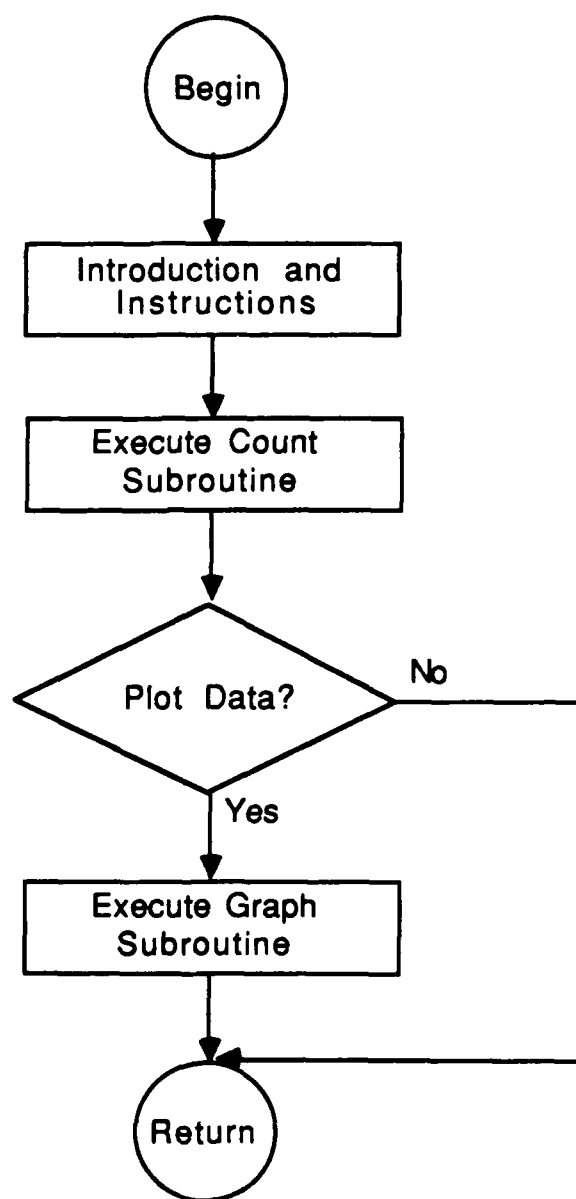 Begin
Introduction and
Instructions
Execute Count
Subroutine
Plot Data?
No
Yes
Execute Graph
Subroutine
Return